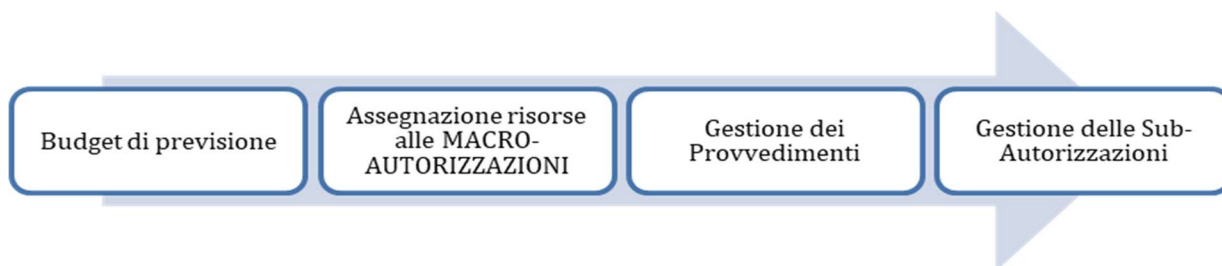 Budget di previsione
Assegnazione risorse
alle MACRO-
AUTORIZZAZIONI
Gestione dei
Provvedimenti
Gestione delle Sub-
Autorizzazioni